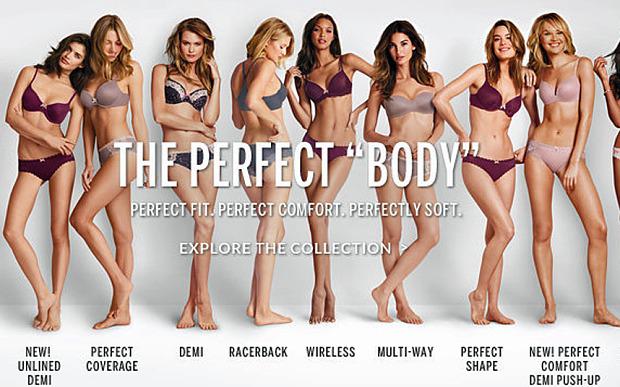 THE PERFECT “BODY”
PERFECT FIT. PERFECT COMFORT. PERFECTLY SOFT.
EXPLORE THE COLLECTION >
NEW!
UNLINED
DEMI
PERFECT
COVERAGE
DEMI
RACERBACK
WIRELESS
MULTI-WAY
PERFECT
SHAPE
NEW! PERFECT
COMFORT
DEMI PUSH-UP